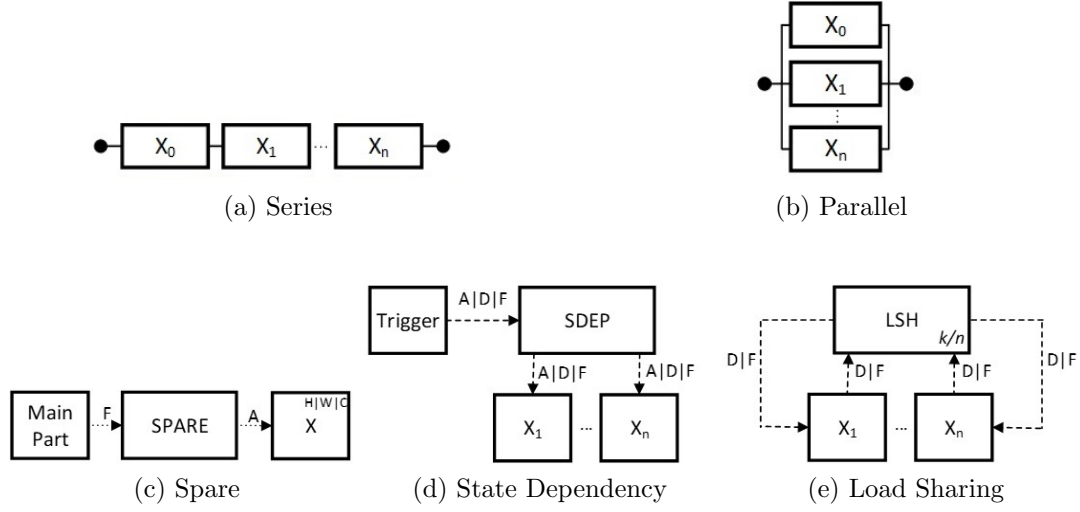 X₀ X₁ ... Xₙ
(a) Series
X₀
X₁
⋮
Xₙ
(b) Parallel
Main Part
F
SPARE
A
H|W|C
X
(c) Spare
Trigger
A|D|F
SDEP
A|D|F A|D|F
X₁ ... Xₙ
(d) State Dependency
LSH
k/n
D|F D|F D|F D|F
X₁ ... Xₙ
(e) Load Sharing